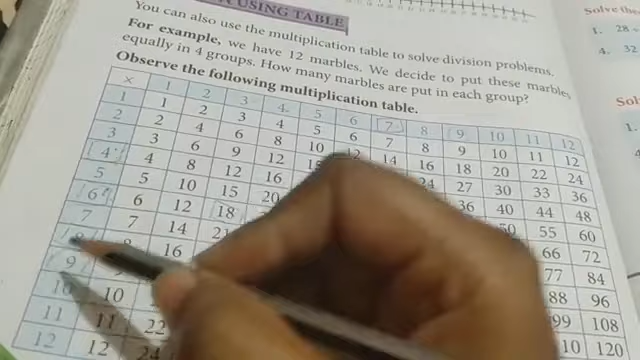 USING TABLE
You can also use the multiplication table to solve division problems.
For example, we have 12 marbles. We decide to put these marbles
equally in 4 groups. How many marbles are put in each group?
Observe the following multiplication table.
× 1 2 3 4 5 6 7 8 9 10 11 12
1 1 2 3 4 5 6 7 8 9 10 11 12
2 2 4 6 8 10 12 14 16 18 20 22 24
3 3 6 9 12 15 24 27 30 33 36
4 4 8 12 16 36 40 44 48
5 5 10 15 20 50 55 60
6 6 12 18 66 72
7 7 14 21 77 84
8 8 16 88 96
9 9 99 108
10 10 10 120
11 11 22
12 12 24
Solve the
1. 28
4. 32
Sol
1.
4